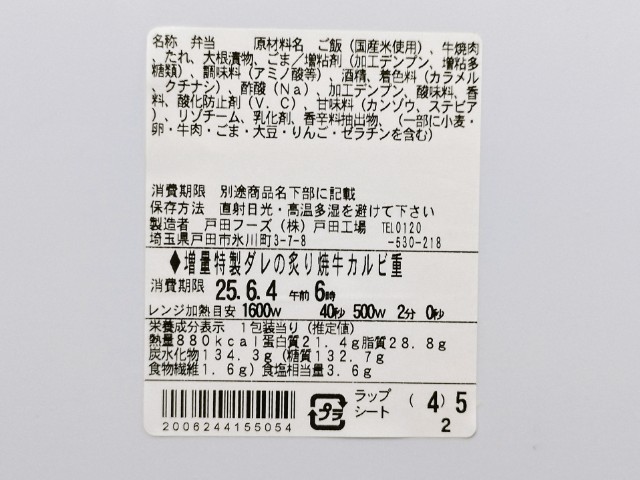 名称　弁当　　原材料名　ご飯（国産米使用）、牛焼肉
、たれ、大根漬物、ごま／増粘剤（加工デンプン、増粘多
糖類）、調味料（アミノ酸等）、酒精、着色料（カラメル
、クチナシ）、酢酸（Ｎａ）、加工デンプン、酸味料、香
料、酸化防止剤（Ｖ．Ｃ）、甘味料（カンゾウ、ステビア
）、リゾチーム、乳化剤、香辛料抽出物、（一部に小麦・
卵・牛肉・ごま・大豆・りんご・ゼラチンを含む）
消費期限　別途商品名下部に記載
保存方法　直射日光・高温多湿を避けて下さい
製造者　戸田フーズ（株）戸田工場　TEL0120
埼玉県戸田市氷川町3-7-8　　-530-218
◆増量特製ダレの炙り焼牛カルビ重
消費期限　25.6.4　午前 6時
レンジ加熱目安　1600W　40秒　500W　2分　0秒
栄養成分表示　１包装当り（推定値）
熱量８８０ｋｃａｌ蛋白質２１．４ｇ脂質２８．８ｇ
炭水化物１３４．３ｇ（糖質１３２．７ｇ
食物繊維１．６ｇ）食塩相当量３．６ｇ
2006244155054
プラ
ラップ
シート
（　4）5
2